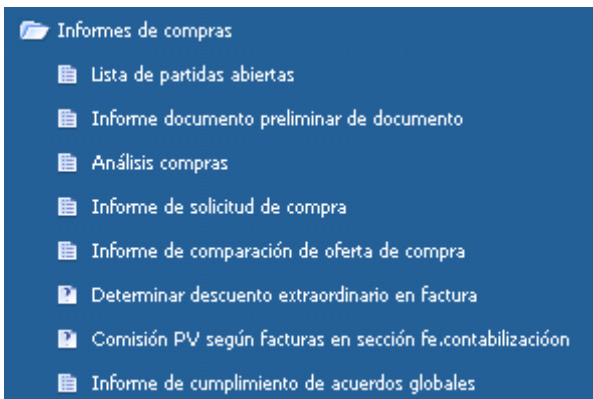 Informes de compras
Lista de partidas abiertas
Informe documento preliminar de documento
Análisis compras
Informe de solicitud de compra
Informe de comparación de oferta de compra
Determinar descuento extraordinario en factura
Comisión PV según facturas en sección fe.contabilizacióon
Informe de cumplimiento de acuerdos globales